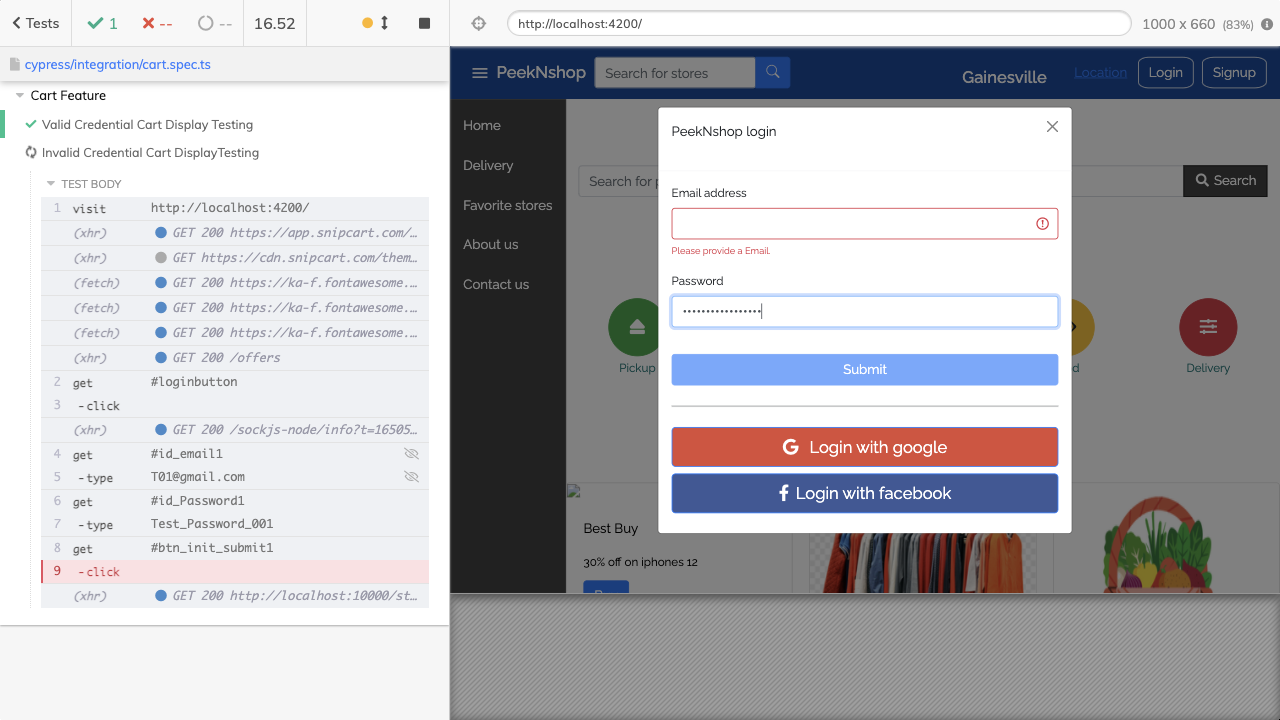 Tests
1
--
--
16.52
cypress/integration/cart.spec.ts
Cart Feature
Valid Credential Cart Display Testing
Invalid Credential Cart DisplayTesting
TEST BODY
1 visit http://localhost:4200/
(xhr) GET 200 https://app.snipcart.com/…
(xhr) GET https://cdn.snipcart.com/them…
(fetch) GET 200 https://ka-f.fontawesome.…
(fetch) GET 200 https://ka-f.fontawesome.…
(fetch) GET 200 https://ka-f.fontawesome.…
(xhr) GET 200 /offers
2 get #loginbutton
3 -click
(xhr) GET 200 /sockjs-node/info?t=16505…
4 get #id_email1
5 -type T01@gmail.com
6 get #id_Password1
7 -type Test_Password_001
8 get #btn_init_submit1
9 -click
(xhr) GET 200 http://localhost:10000/st…
http://localhost:4200/
1000 x 660 (83%)
PeekNshop
Search for stores
Gainesville
Location
Login
Signup
Home
Delivery
Favorite stores
About us
Contact us
Search for p
Search
PeekNshop login
Email address
Please provide a Email.
Password
Submit
Login with google
Login with facebook
Pickup
d
Delivery
Best Buy
30% off on iphones 12